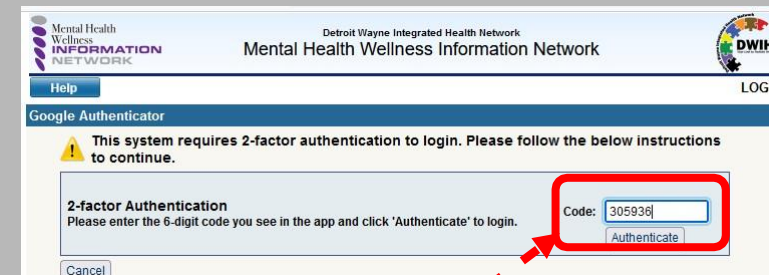 Mental Health
Wellness
INFORMATION
NETWORK
Detroit Wayne Integrated Health Network
Mental Health Wellness Information Network
DWIH
Help
LOG
Google Authenticator
This system requires 2-factor authentication to login. Please follow the below instructions
to continue.
2-factor Authentication
Please enter the 6-digit code you see in the app and click 'Authenticate' to login.
Code: 305936
Authenticate
Cancel